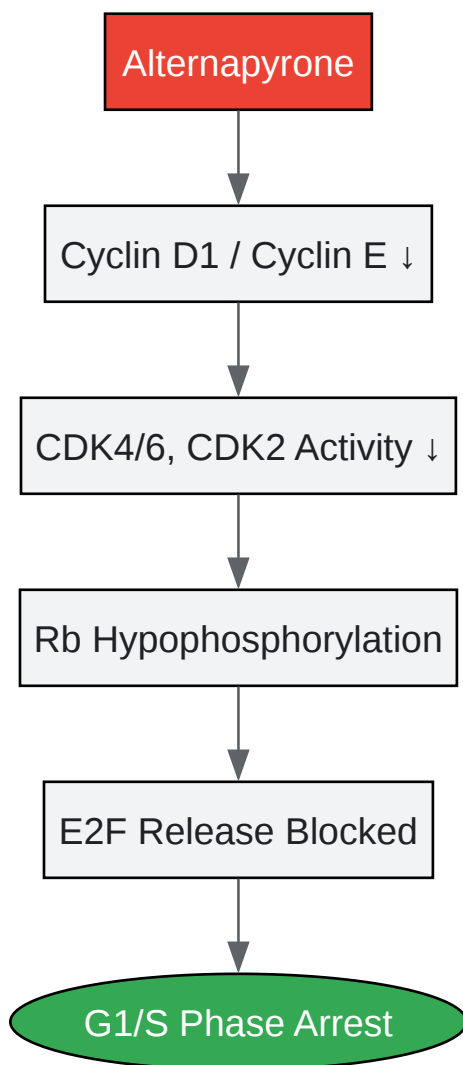 Alternapyrone
Cyclin D1 / Cyclin E ↓
CDK4/6, CDK2 Activity ↓
Rb Hypophosphorylation
E2F Release Blocked
G1/S Phase Arrest